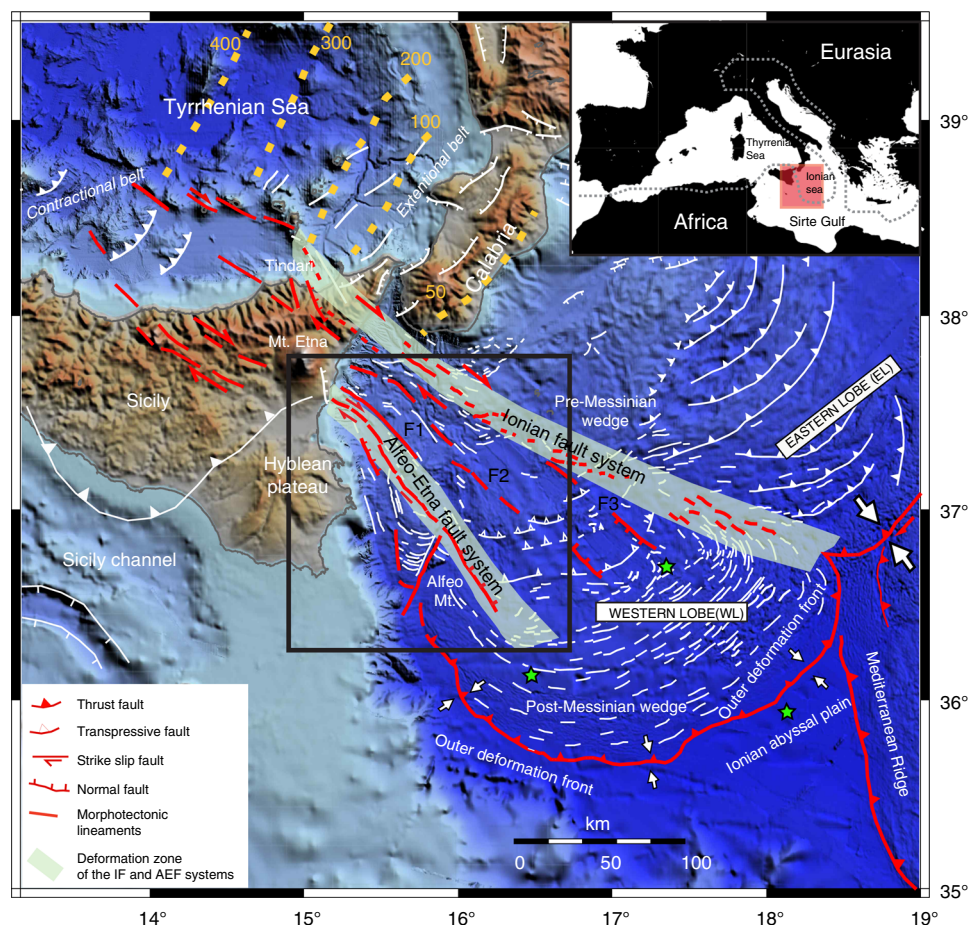 400
300
200
100
50
Tyrrhenian Sea
Contractional belt
Extentional belt
Calabria
Tindari
Mt. Etna
Sicily
Hyblean
plateau
Sicily channel
F1
F2
F3
Alfeo-Etna fault system
Ionian fault system
Alfeo
Mt.
Pre-Messinian
wedge
EASTERN LOBE (EL)
WESTERN LOBE(WL)
Post-Messinian wedge
Outer deformation front
Outer deformation front
Ionian abyssal plain
Mediterranean Ridge
Eurasia
Thyrrenian
Sea
Ionian
sea
Africa
Sirte Gulf
Thrust fault
Transpressive fault
Strike slip fault
Normal fault
Morphotectonic
lineaments
Deformation zone
of the IF and AEF systems
km
0 50 100
39°
38°
37°
36°
35°
14° 15° 16° 17° 18° 19°